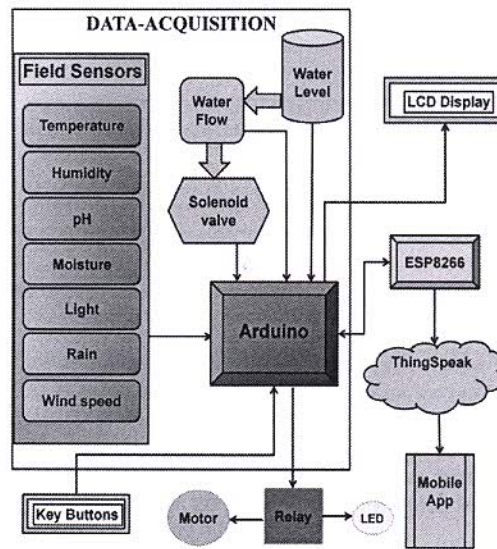 DATA-ACQUISITION
Field Sensors
Temperature
Humidity
pH
Moisture
Light
Rain
Wind speed
Water
Flow
Water
Level
Solenoid
valve
Arduino
LCD Display
ESP8266
ThingSpeak
Mobile
App
Key Buttons
Motor
Relay
LED